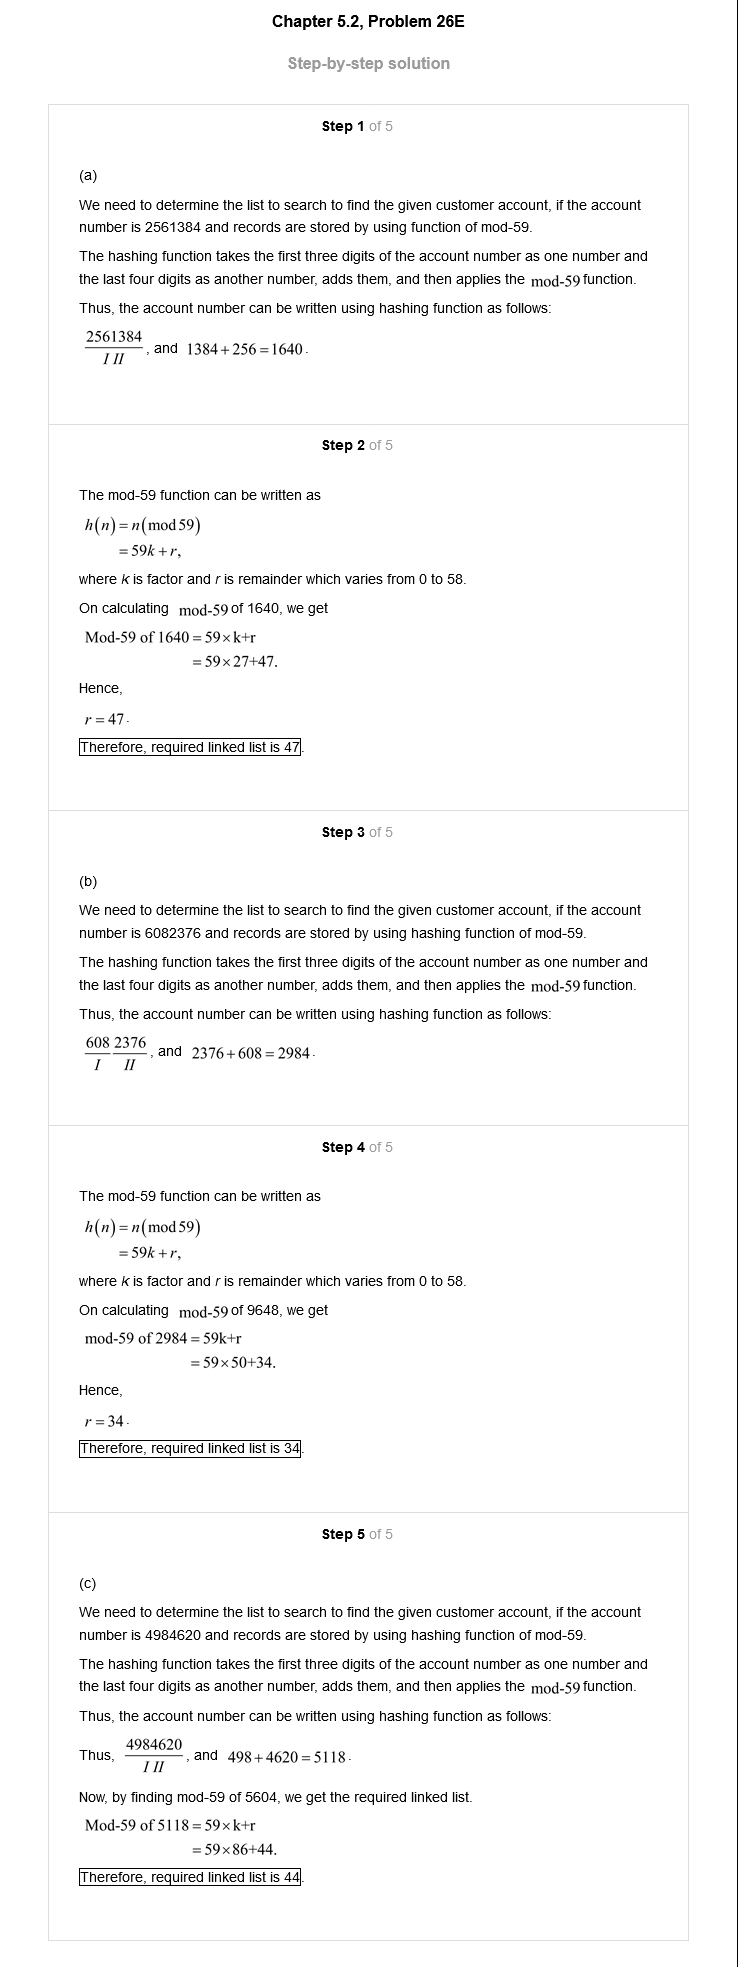 Chapter 5.2, Problem 26E
Step-by-step solution
Step 1 of 5
(a)
We need to determine the list to search to find the given customer account, if the account
number is 2561384 and records are stored by using function of mod-59.
The hashing function takes the first three digits of the account number as one number and
the last four digits as another number, adds them, and then applies the mod-59 function.
Thus, the account number can be written using hashing function as follows:
2561384
I II
, and 1384+256=1640.
Step 2 of 5
The mod-59 function can be written as
h(n)=n(mod 59)
=59k+r,
where k is factor and r is remainder which varies from 0 to 58.
On calculating mod-59 of 1640, we get
Mod-59 of 1640=59×k+r
=59×27+47.
Hence,
r=47.
Therefore, required linked list is 47.
Step 3 of 5
(b)
We need to determine the list to search to find the given customer account, if the account
number is 6082376 and records are stored by using hashing function of mod-59.
The hashing function takes the first three digits of the account number as one number and
the last four digits as another number, adds them, and then applies the mod-59 function.
Thus, the account number can be written using hashing function as follows:
608 2376
I II
, and 2376+608=2984.
Step 4 of 5
The mod-59 function can be written as
h(n)=n(mod 59)
=59k+r,
where k is factor and r is remainder which varies from 0 to 58.
On calculating mod-59 of 9648, we get
mod-59 of 2984=59k+r
=59×50+34.
Hence,
r=34.
Therefore, required linked list is 34.
Step 5 of 5
(c)
We need to determine the list to search to find the given customer account, if the account
number is 4984620 and records are stored by using hashing function of mod-59.
The hashing function takes the first three digits of the account number as one number and
the last four digits as another number, adds them, and then applies the mod-59 function.
Thus, the account number can be written using hashing function as follows:
Thus, 4984620
I II
, and 498+4620=5118.
Now, by finding mod-59 of 5604, we get the required linked list.
Mod-59 of 5118=59×k+r
=59×86+44.
Therefore, required linked list is 44.